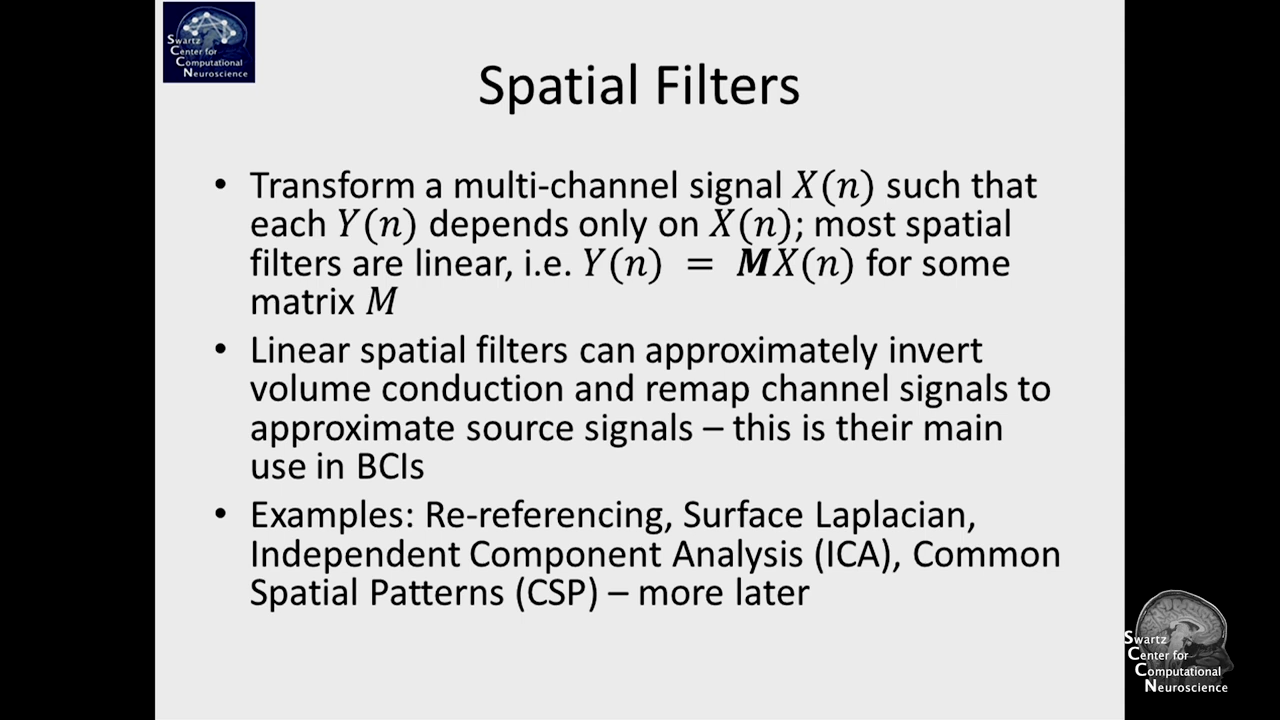 Swartz
Center for
Computational
Neuroscience
Spatial Filters
• Transform a multi-channel signal X(n) such that
each Y(n) depends only on X(n); most spatial
filters are linear, i.e. Y(n) = MX(n) for some
matrix M
• Linear spatial filters can approximately invert
volume conduction and remap channel signals to
approximate source signals – this is their main
use in BCIs
• Examples: Re-referencing, Surface Laplacian,
Independent Component Analysis (ICA), Common
Spatial Patterns (CSP) – more later
Swartz
Center for
Computational
Neuroscience